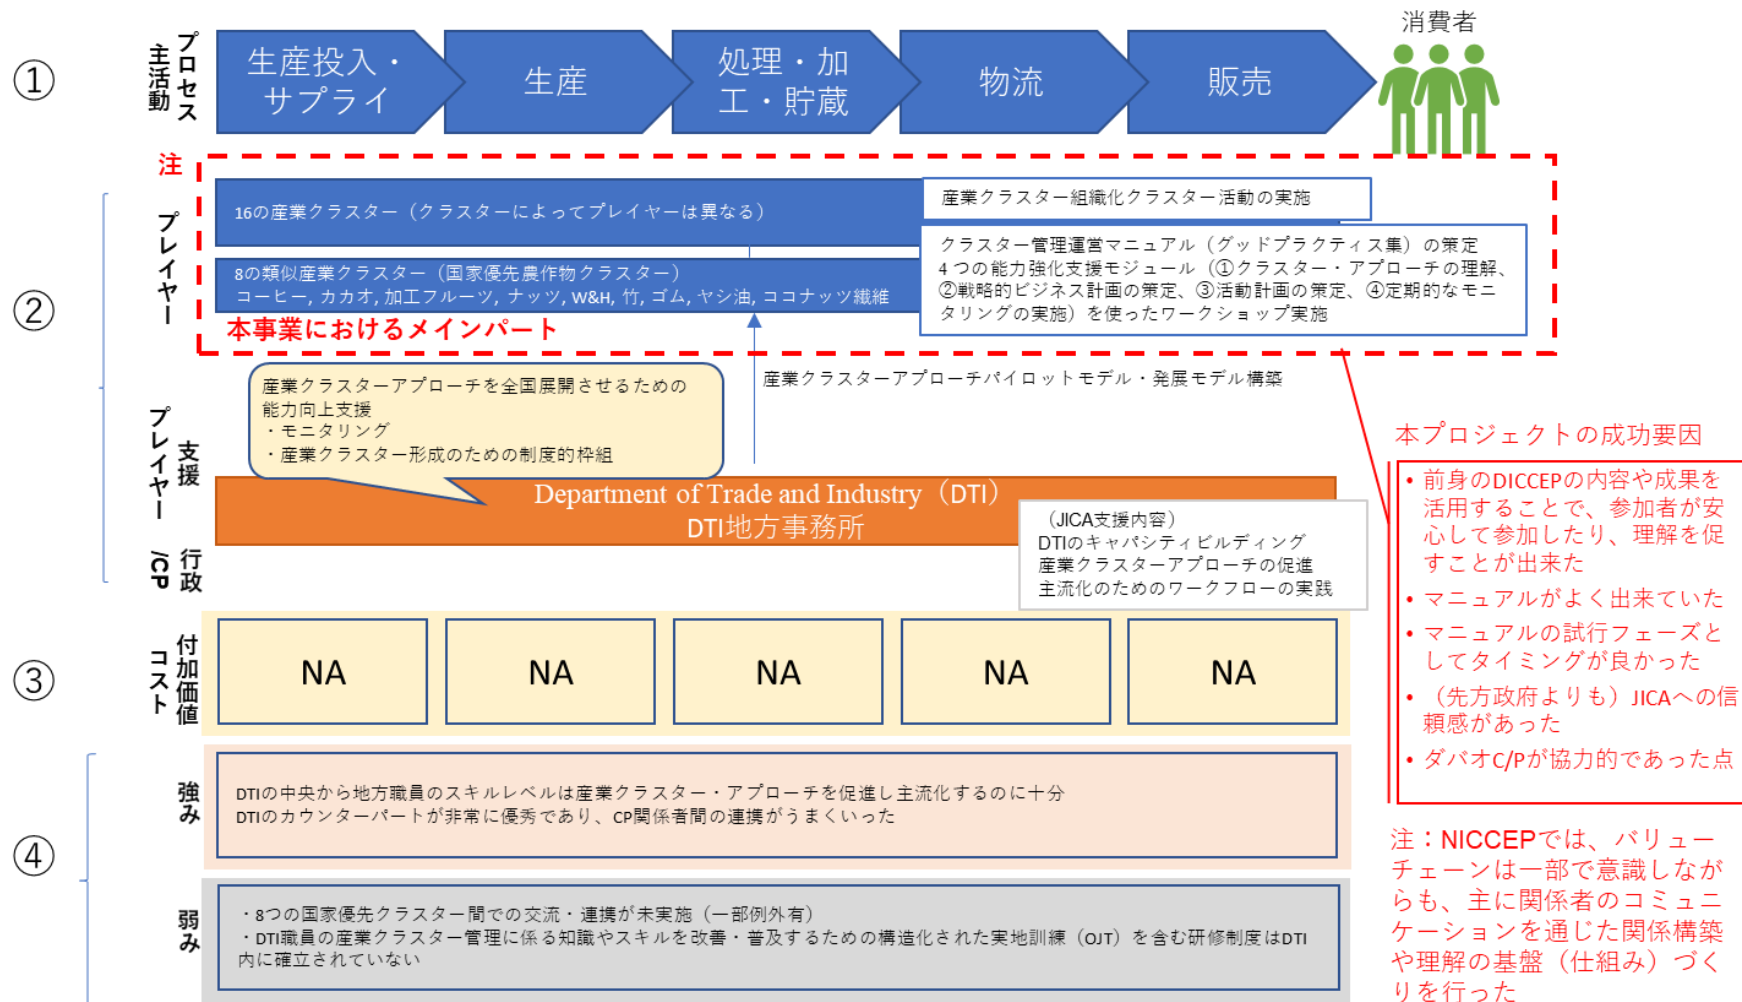 ①
プロセス
主活動
生産投入・
サプライ
生産
処理・加
工・貯蔵
物流
販売
消費者
注
②
プレイヤー
16の産業クラスター（クラスターによってプレイヤーは異なる）
産業クラスター組織化クラスター活動の実施
8の類似産業クラスター（国家優先農作物クラスター）
コーヒー, カカオ, 加工フルーツ, ナッツ, W&H, 竹, ゴム, ヤシ油, ココナッツ繊維
クラスター管理運営マニュアル（グッドプラクティス集）の策定
4つの能力強化支援モジュール（①クラスター・アプローチの理解、
②戦略的ビジネス計画の策定、③活動計画の策定、④定期的なモニ
タリングの実施）を使ったワークショップ実施
本事業におけるメインパート
産業クラスターアプローチを全国展開させるための
能力向上支援
・モニタリング
・産業クラスター形成のための制度的枠組
産業クラスターアプローチパイロットモデル・発展モデル構築
支援
プレイヤー
Department of Trade and Industry（DTI）
DTI地方事務所
（JICA支援内容）
DTIのキャパシティビルディング
産業クラスターアプローチの促進
主流化のためのワークフローの実践
行政
/CP
本プロジェクトの成功要因
• 前身のDICCEPの内容や成果を
活用することで、参加者が安
心して参加したり、理解を促
すことが出来た
• マニュアルがよく出来ていた
• マニュアルの試行フェーズと
してタイミングが良かった
• （先方政府よりも）JICAへの信
頼感があった
• ダバオC/Pが協力的であった点
③
付加価値
コスト
NA
NA
NA
NA
NA
④
強み
DTIの中央から地方職員のスキルレベルは産業クラスター・アプローチを促進し主流化するのに十分
DTIのカウンターパートが非常に優秀であり、CP関係者間の連携がうまくいった
弱み
・8つの国家優先クラスター間での交流・連携が未実施（一部例外有）
・DTI職員の産業クラスター管理に係る知識やスキルを改善・普及するための構造化された実地訓練（OJT）を含む研修制度はDTI
内に確立されていない
注：NICCEPでは、バリュー
チェーンは一部で意識しなが
らも、主に関係者のコミュニ
ケーションを通じた関係構築
や理解の基盤（仕組み）づく
りを行った